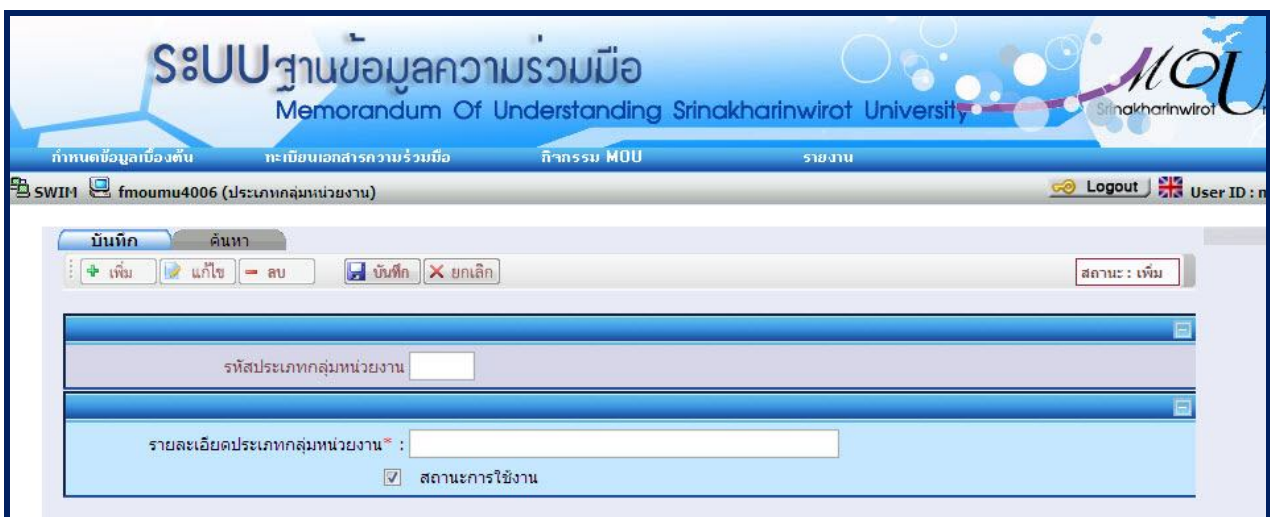 ระบบฐานข้อมูลความร่วมมือ
Memorandum Of Understanding Srinakharinwirot University
MOU
Srinakharinwirot
กำหนดข้อมูลเบื้องต้น ทะเบียนเอกสารความร่วมมือ กิจกรรม MOU รายงาน
SWIM fmoumu4006 (ประเภทกลุ่มหน่วยงาน) Logout User ID :
บันทึก ค้นหา
เพิ่ม แก้ไข ลบ บันทึก ยกเลิก สถานะ : เพิ่ม
รหัสประเภทกลุ่มหน่วยงาน
รายละเอียดประเภทกลุ่มหน่วยงาน* :
สถานะการใช้งาน